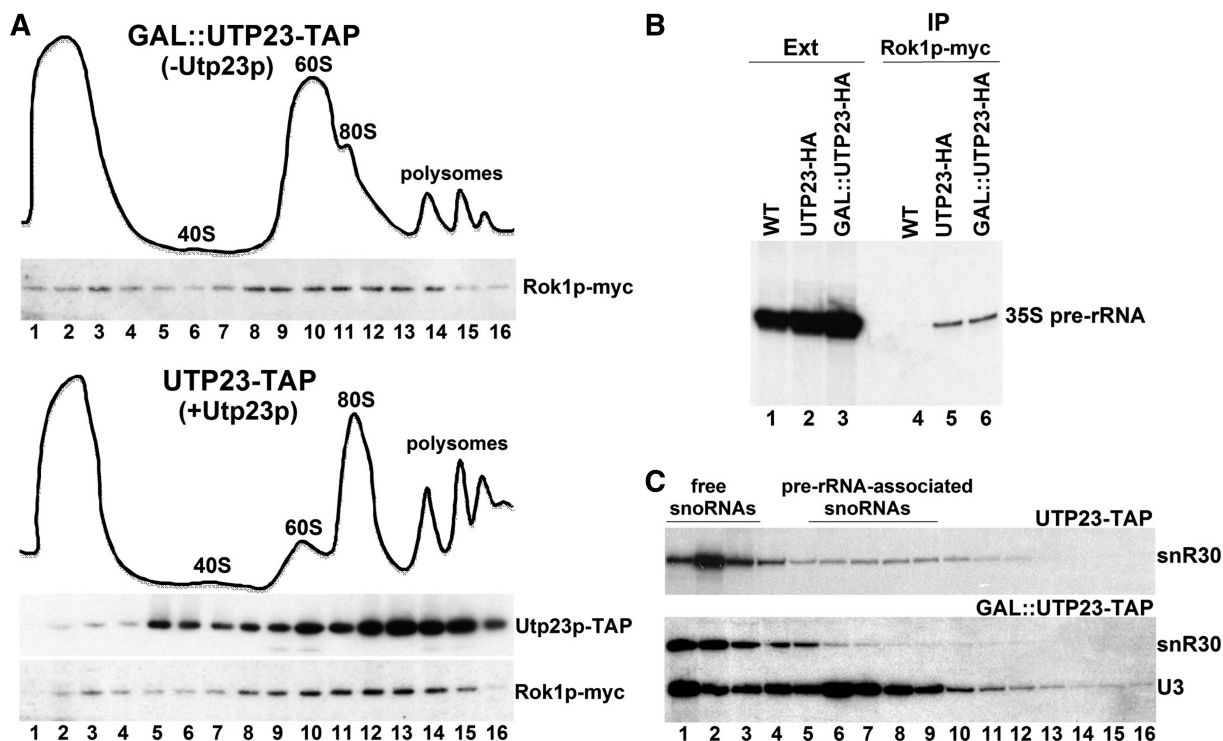 A
GAL::UTP23-TAP
(-Utp23p)
60S
80S
polysomes
40S
Rok1p-myc
1 2 3 4 5 6 7 8 9 10 11 12 13 14 15 16
UTP23-TAP
(+Utp23p)
80S
polysomes
60S
40S
Utp23p-TAP
Rok1p-myc
1 2 3 4 5 6 7 8 9 10 11 12 13 14 15 16
B
IP
Ext Rok1p-myc
WT
UTP23-HA
GAL::UTP23-HA
WT
UTP23-HA
GAL::UTP23-HA
35S pre-rRNA
1 2 3 4 5 6
C
free
snoRNAs
pre-rRNA-associated
snoRNAs
UTP23-TAP
snR30
GAL::UTP23-TAP
snR30
U3
1 2 3 4 5 6 7 8 9 10 11 12 13 14 15 16